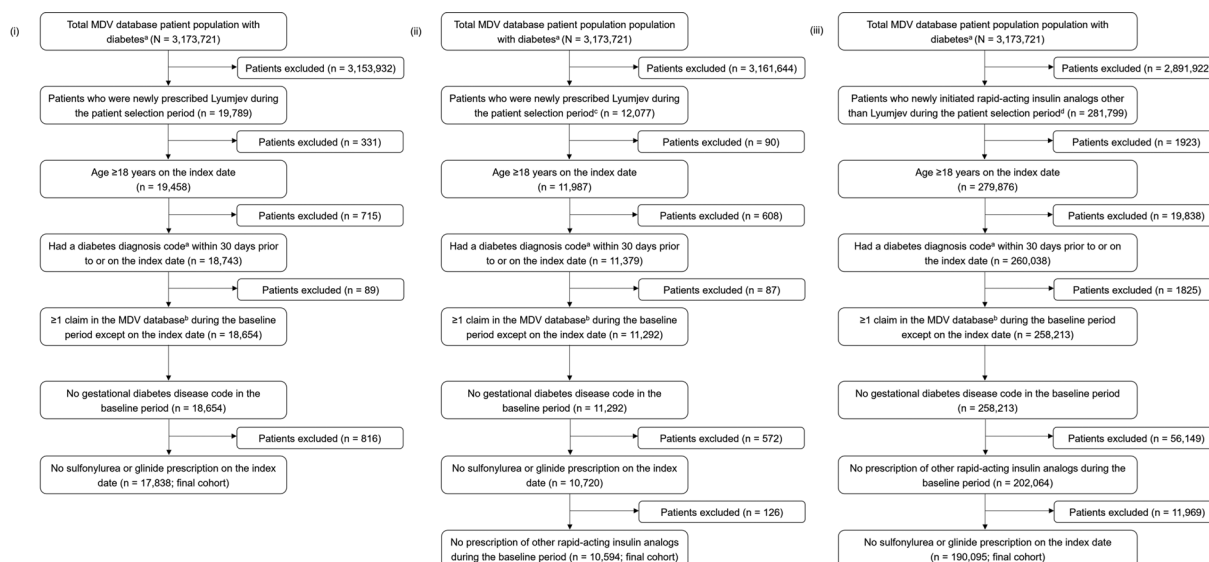 (i)
Total MDV database patient population with
diabetesᵃ (N = 3,173,721)
Patients excluded (n = 3,153,932)
Patients who were newly prescribed Lyumjev during
the patient selection period (n = 19,789)
Patients excluded (n = 331)
Age ≥18 years on the index date
(n = 19,458)
Patients excluded (n = 715)
Had a diabetes diagnosis codeᵃ within 30 days prior
to or on the index date (n = 18,743)
Patients excluded (n = 89)
≥1 claim in the MDV databaseᵇ during the baseline
period except on the index date (n = 18,654)
No gestational diabetes disease code in the
baseline period (n = 18,654)
Patients excluded (n = 816)
No sulfonylurea or glinide prescription on the index
date (n = 17,838; final cohort)
(ii)
Total MDV database patient population population
with diabetesᵃ (N = 3,173,721)
Patients excluded (n = 3,161,644)
Patients who were newly prescribed Lyumjev during
the patient selection periodᶜ (n = 12,077)
Patients excluded (n = 90)
Age ≥18 years on the index date
(n = 11,987)
Patients excluded (n = 608)
Had a diabetes diagnosis codeᵃ within 30 days prior
to or on the index date (n = 11,379)
Patients excluded (n = 87)
≥1 claim in the MDV databaseᵇ during the baseline
period except on the index date (n = 11,292)
No gestational diabetes disease code in the
baseline period (n = 11,292)
Patients excluded (n = 572)
No sulfonylurea or glinide prescription on the index
date (n = 10,720)
Patients excluded (n = 126)
No prescription of other rapid-acting insulin analogs
during the baseline period (n = 10,594; final cohort)
(iii)
Total MDV database patient population population with
diabetesᵃ (N = 3,173,721)
Patients excluded (n = 2,891,922)
Patients who newly initiated rapid-acting insulin analogs other
than Lyumjev during the patient selection periodᵈ (n = 281,799)
Patients excluded (n = 1923)
Age ≥18 years on the index date
(n = 279,876)
Patients excluded (n = 19,838)
Had a diabetes diagnosis codeᵃ within 30 days prior to or on
the index date (n = 260,038)
Patients excluded (n = 1825)
≥1 claim in the MDV databaseᵇ during the baseline period
except on the index date (n = 258,213)
No gestational diabetes disease code in the baseline period
(n = 258,213)
Patients excluded (n = 56,149)
No prescription of other rapid-acting insulin analogs during the
baseline period (n = 202,064)
Patients excluded (n = 11,969)
No sulfonylurea or glinide prescription on the index date
(n = 190,095; final cohort)